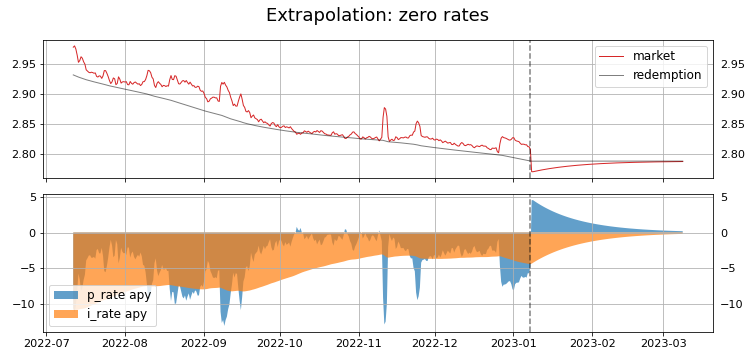 Extrapolation: zero rates
2.95 2.95
2.90 2.90
2.85 2.85
2.80 2.80
market
redemption
5 5
0 0
−5 −5
−10 −10
p_rate apy
i_rate apy
2022-07 2022-08 2022-09 2022-10 2022-11 2022-12 2023-01 2023-02 2023-03